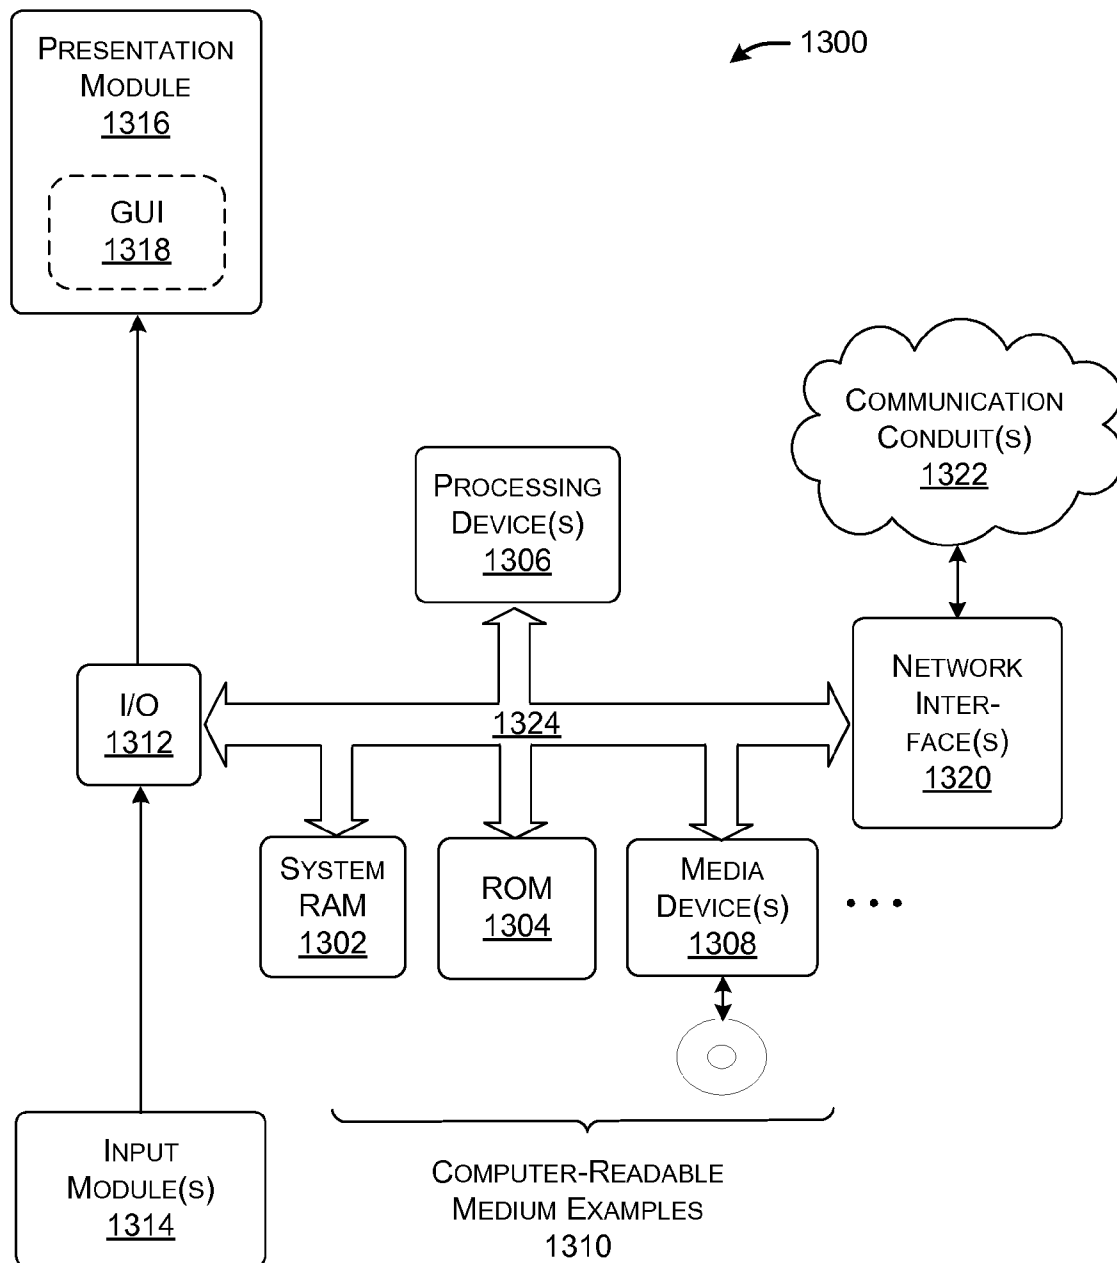 PRESENTATION
MODULE
1316
GUI
1318
1300
COMMUNICATION
CONDUIT(S)
1322
PROCESSING
DEVICE(S)
1306
I/O
1312
1324
NETWORK
INTER-
FACE(S)
1320
SYSTEM
RAM
1302
ROM
1304
MEDIA
DEVICE(S)
1308
• • •
INPUT
MODULE(S)
1314
COMPUTER-READABLE
MEDIUM EXAMPLES
1310